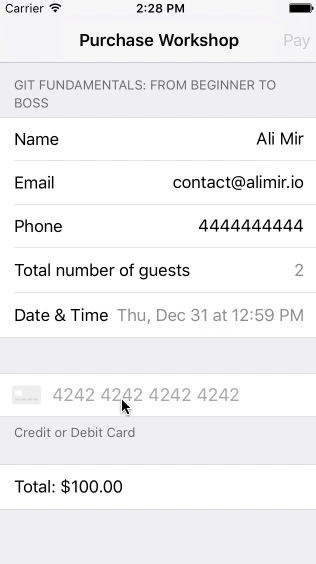 Carrier 2:28 PM
Purchase Workshop Pay
GIT FUNDAMENTALS: FROM BEGINNER TO
BOSS
Name Ali Mir
Email contact@alimir.io
Phone 4444444444
Total number of guests 2
Date & Time Thu, Dec 31 at 12:59 PM
4242 4242 4242 4242
Credit or Debit Card
Total: $100.00